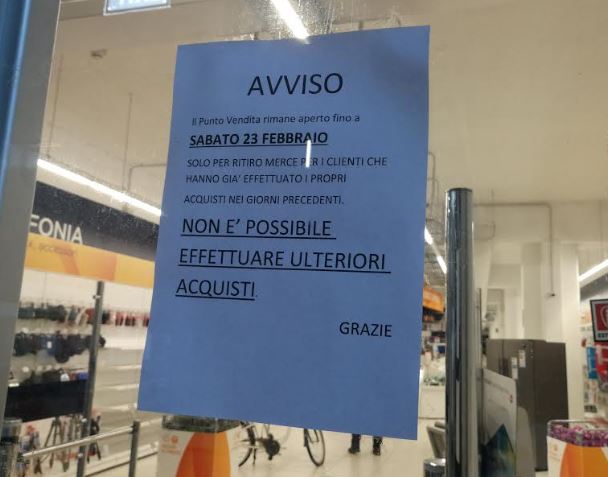 AVVISO
Il Punto Vendita rimane aperto fino a
SABATO 23 FEBBRAIO
SOLO PER RITIRO MERCE PER I CLIENTI CHE
HANNO GIA' EFFETTUATO I PROPRI
ACQUISTI NEI GIORNI PRECEDENTI.
NON E' POSSIBILE
EFFETTUARE ULTERIORI
ACQUISTI.
GRAZIE
FONIA